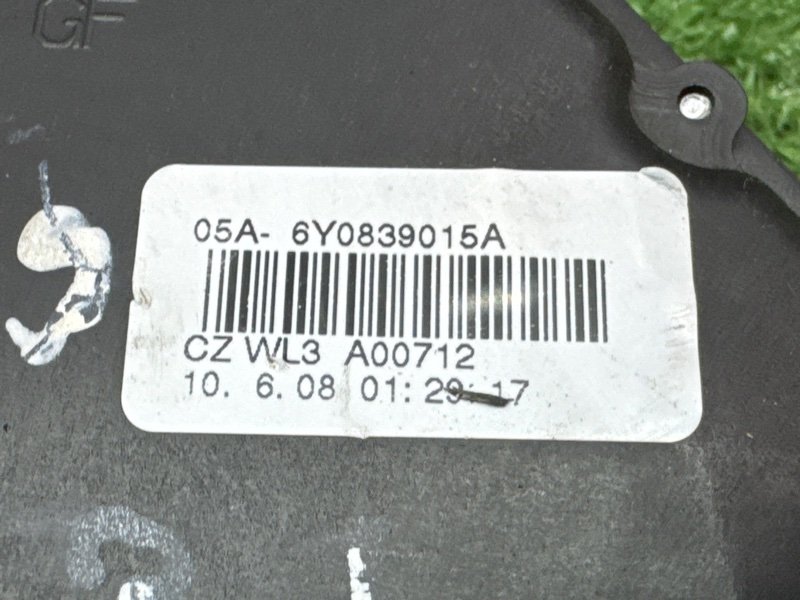 GF
05A- 6Y0839015A
CZ WL3 A00712
10. 6.08 01:29:17